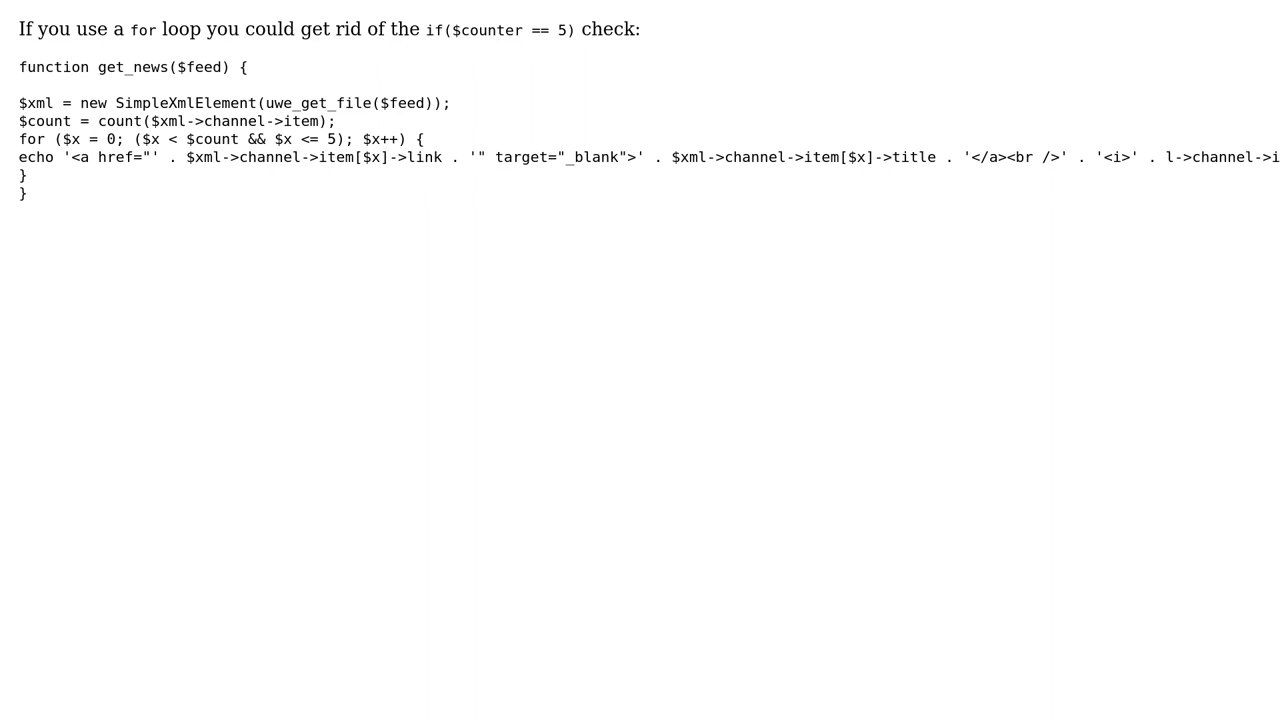 If you use a for loop you could get rid of the if($counter == 5) check:
function get_news($feed) {
$xml = new SimpleXmlElement(uwe_get_file($feed));
$count = count($xml->channel->item);
for ($x = 0; ($x < $count && $x <= 5); $x++) {
echo '<a href="' . $xml->channel->item[$x]->link . '" target="_blank">' . $xml->channel->item[$x]->title . '</a><br />' . '<i>' . l->channel->i
}
}